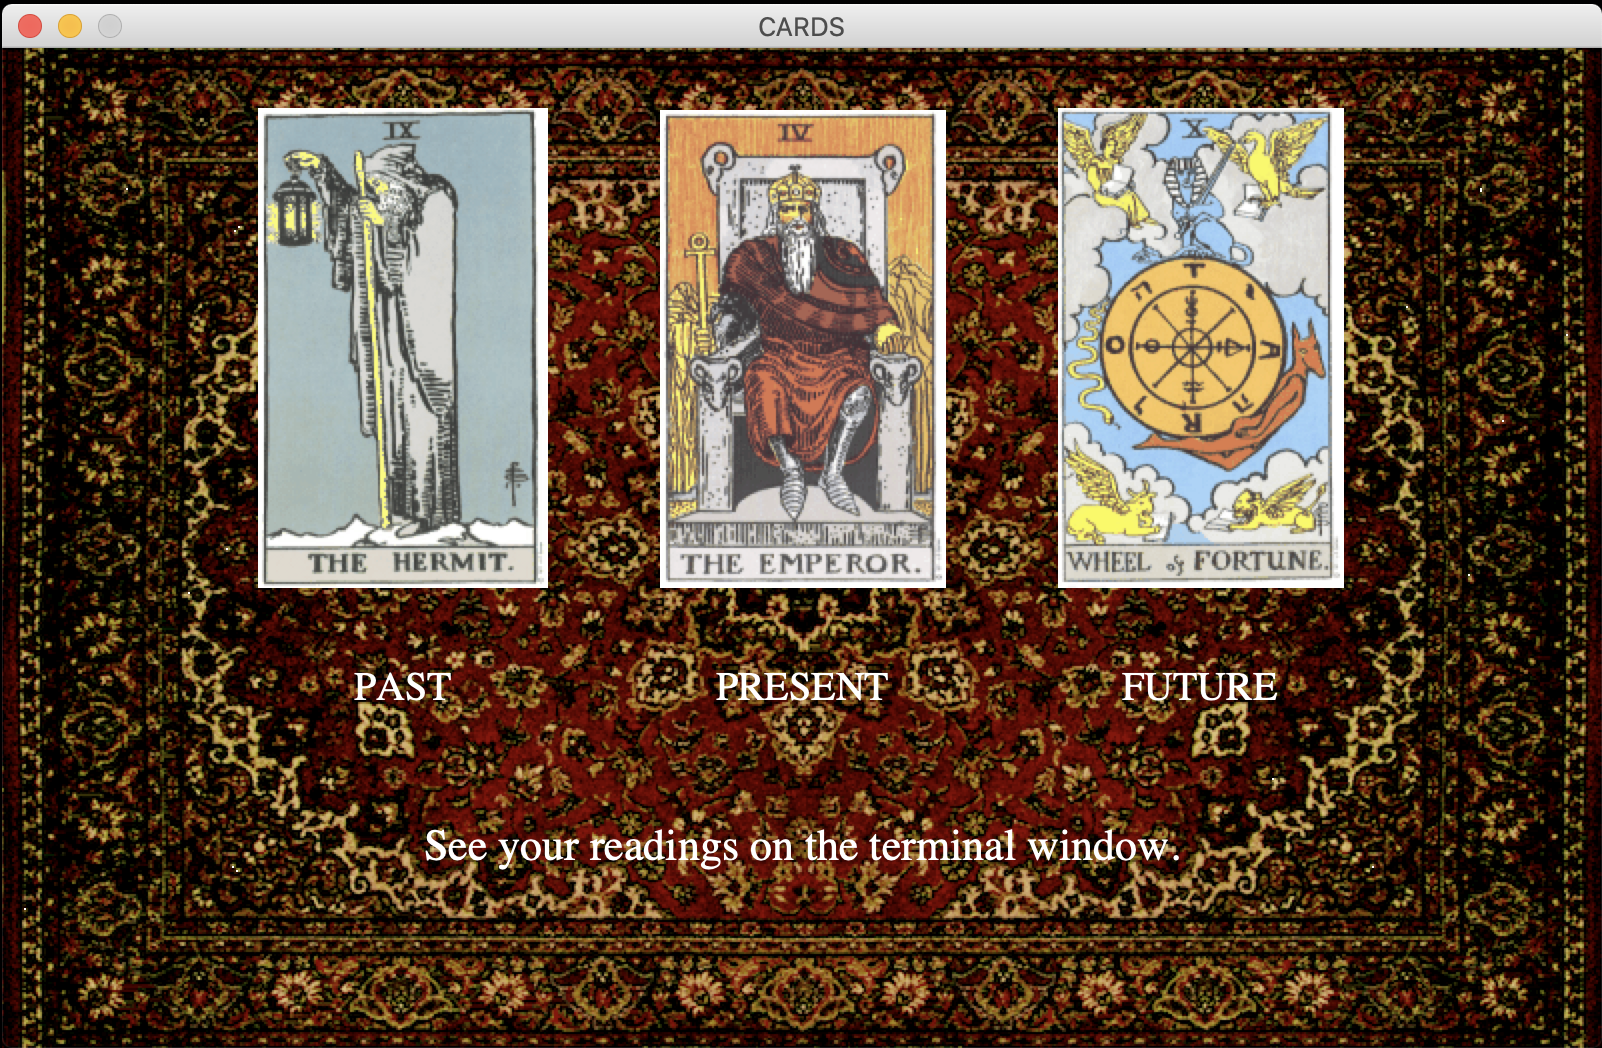 CARDS
IX
THE HERMIT.
IV
THE EMPEROR.
X
T
A
R
O
WHEEL of FORTUNE.
PAST
PRESENT
FUTURE
See your readings on the terminal window.